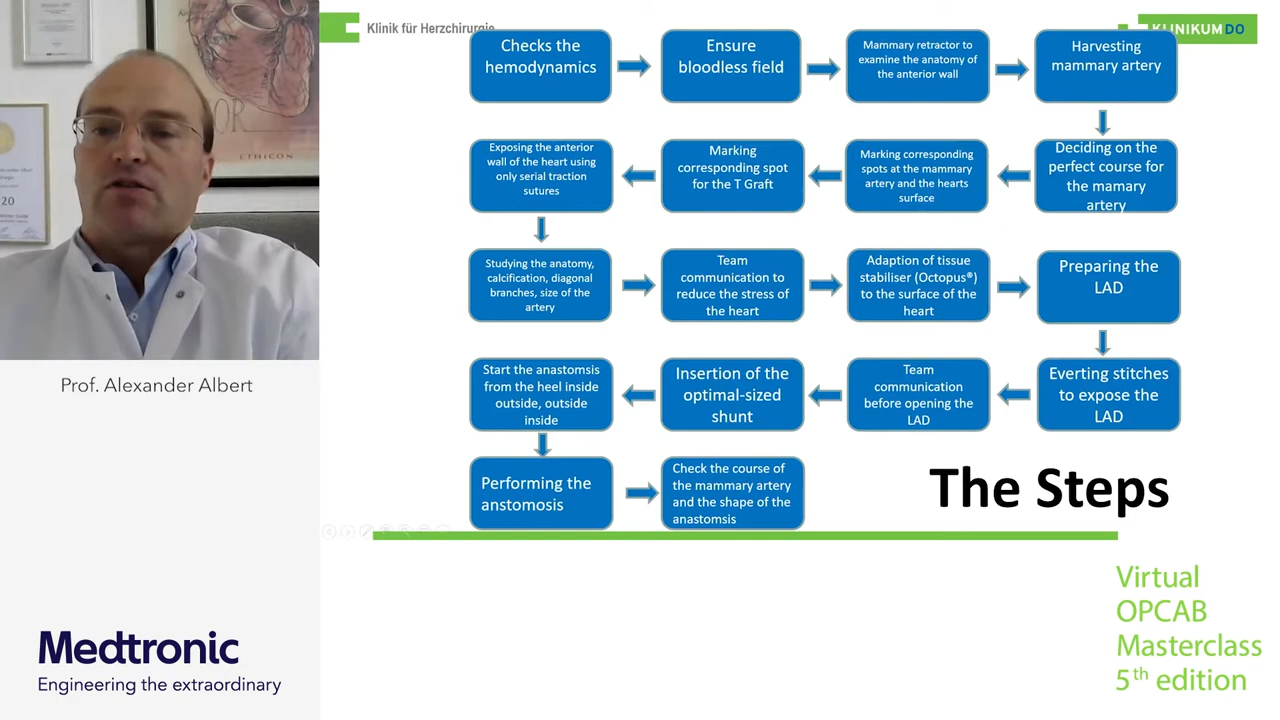 Klinik für Herzchirurgie
KLINIKUMDO
Checks the
hemodynamics
Ensure
bloodless field
Mammary retractor to
examine the anatomy of
the anterior wall
Harvesting
mammary artery
Deciding on the
perfect course for
the mamary
artery
Marking corresponding
spots at the mammary
artery and the hearts
surface
Marking
corresponding spot
for the T Graft
Exposing the anterior
wall of the heart using
only serial traction
sutures
Studying the anatomy,
calcification, diagonal
branches, size of the
artery
Team
communication to
reduce the stress of
the heart
Adaption of tissue
stabiliser (Octopus®)
to the surface of the
heart
Preparing the
LAD
Everting stitches
to expose the
LAD
Team
communication
before opening the
LAD
Insertion of the
optimal-sized
shunt
Start the anastomsis
from the heel inside
outside, outside
inside
Performing the
anstomosis
Check the course of
the mammary artery
and the shape of the
anastomsis
The Steps
ETHICON
20
Prof. Alexander Albert
Medtronic
Engineering the extraordinary
Virtual
OPCAB
Masterclass
5th edition